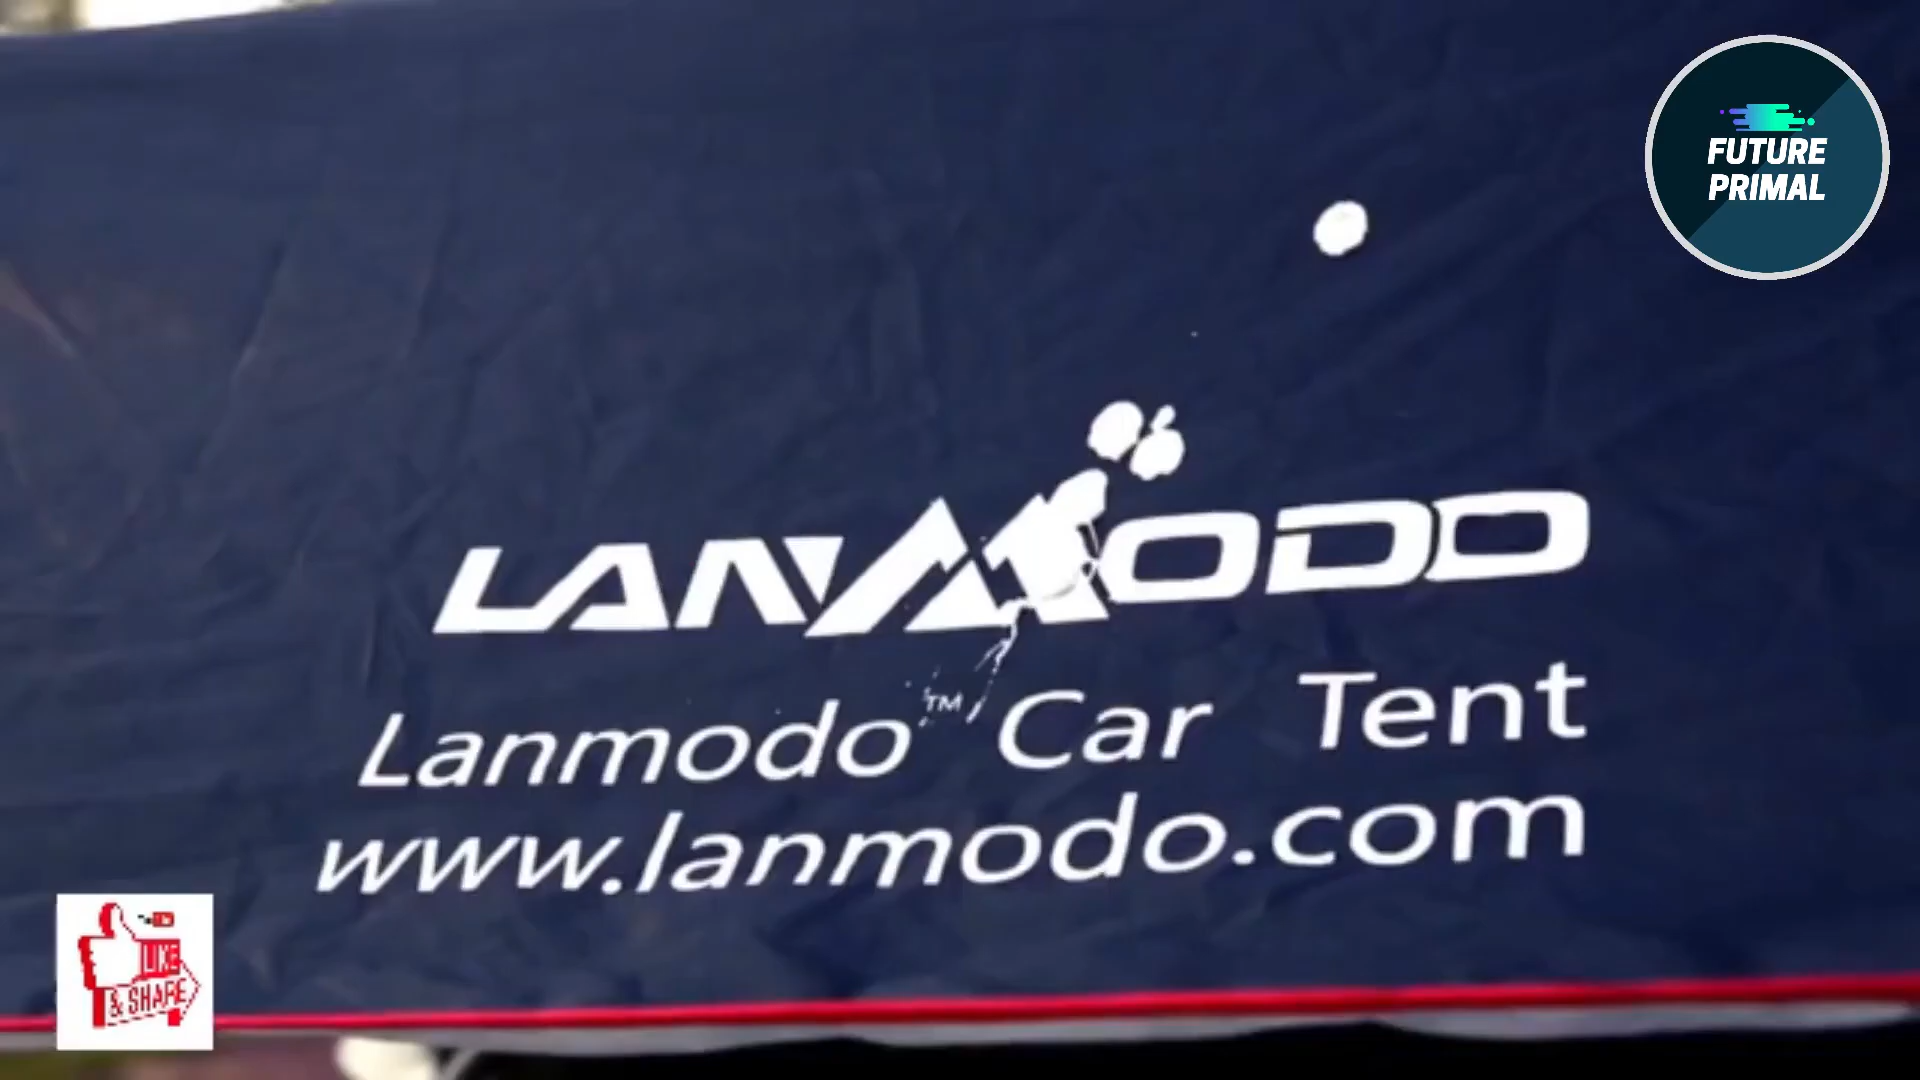 FUTURE
PRIMAL
LANMODO
Lanmodo™ Car Tent
www.lanmodo.com
LIKE
& SHARE